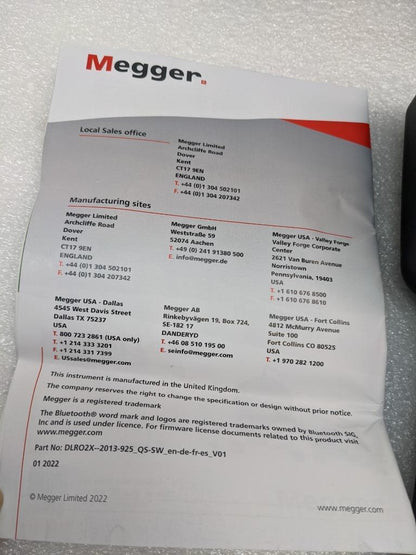 Megger.
Local Sales office
Megger Limited
Archcliffe Road
Dover
Kent
CT17 9EN
ENGLAND
T. +44 (0)1 304 502101
F. +44 (0)1 304 207342
Manufacturing sites
Megger Limited
Archcliffe Road
Dover
Kent
CT17 9EN
ENGLAND
T. +44 (0)1 304 502101
F. +44 (0)1 304 207342
Megger GmbH
Weststraße 59
52074 Aachen
T. +49 (0) 241 91380 500
E. info@megger.de
Megger USA - Valley Forge
Valley Forge Corporate
Center
2621 Van Buren Avenue
Norristown
Pennsylvania, 19403
USA
T. +1 610 676 8500
F. +1 610 676 8610
Megger USA - Dallas
4545 West Davis Street
Dallas TX 75237
USA
T. 800 723 2861 (USA only)
T. +1 214 333 3201
F. +1 214 331 7399
E. USsales@megger.com
Megger AB
Rinkebyvägen 19, Box 724,
SE-182 17
DANDERYD
T. +46 08 510 195 00
E. seinfo@megger.com
Megger USA - Fort Collins
4812 McMurry Avenue
Suite 100
Fort Collins CO 80525
USA
T. +1 970 282 1200
This instrument is manufactured in the United Kingdom.
The company reserves the right to change the specification or design without prior notice.
Megger is a registered trademark
The Bluetooth® word mark and logos are registered trademarks owned by Bluetooth SIG,
Inc and is used under licence. For firmware license documents related to this product visit
www.megger.com
Part No: DLRO2X--2013-925_QS-SW_en-de-fr-es_V01
01 2022
© Megger Limited 2022
www.megger.com